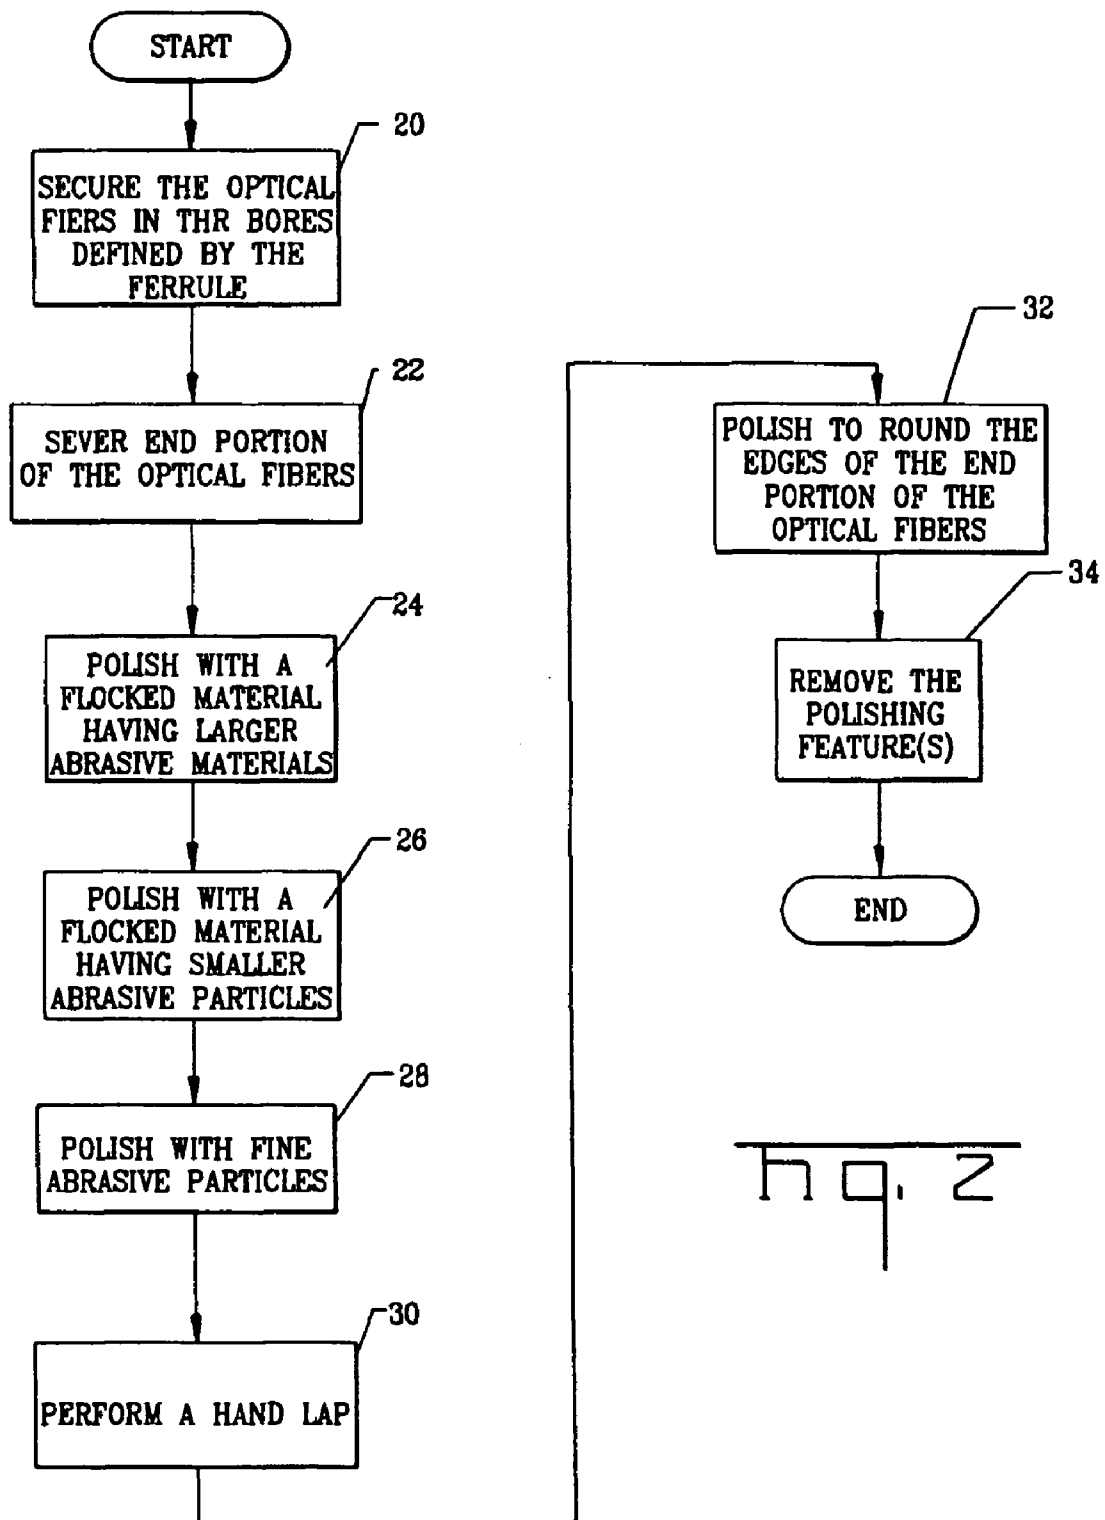 START
20
SECURE THE OPTICAL
FIERS IN THR BORES
DEFINED BY THE
FERRULE
22
SEVER END PORTION
OF THE OPTICAL FIBERS
24
POLISH WITH A
FLOCKED MATERIAL
HAVING LARGER
ABRASIVE MATERIALS
26
POLISH WITH A
FLOCKED MATERIAL
HAVING SMALLER
ABRASIVE PARTICLES
28
POLISH WITH FINE
ABRASIVE PARTICLES
30
PERFORM A HAND LAP
32
POLISH TO ROUND THE
EDGES OF THE END
PORTION OF THE
OPTICAL FIBERS
34
REMOVE THE
POLISHING
FEATURE(S)
END
Fig. 2